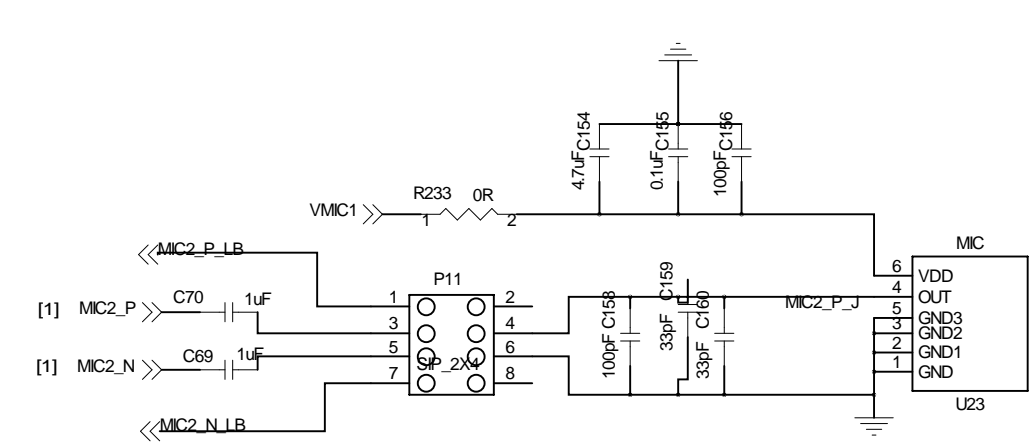 4.7uF C154
0.1uF C155
100pF C156
R233 0R
VMIC1
1 2
MIC
MIC2_P_LB
6 VDD
P11
C159
4 OUT
[1] MIC2_P
C70 1uF
1 2
3 4
5 6
7 8
SIP_2X4
100pF C158
33pF
33pF C160
MIC2_P_J
5 GND3
3 GND2
2 GND1
1 GND
[1] MIC2_N
C69 1uF
U23
MIC2_N_LB